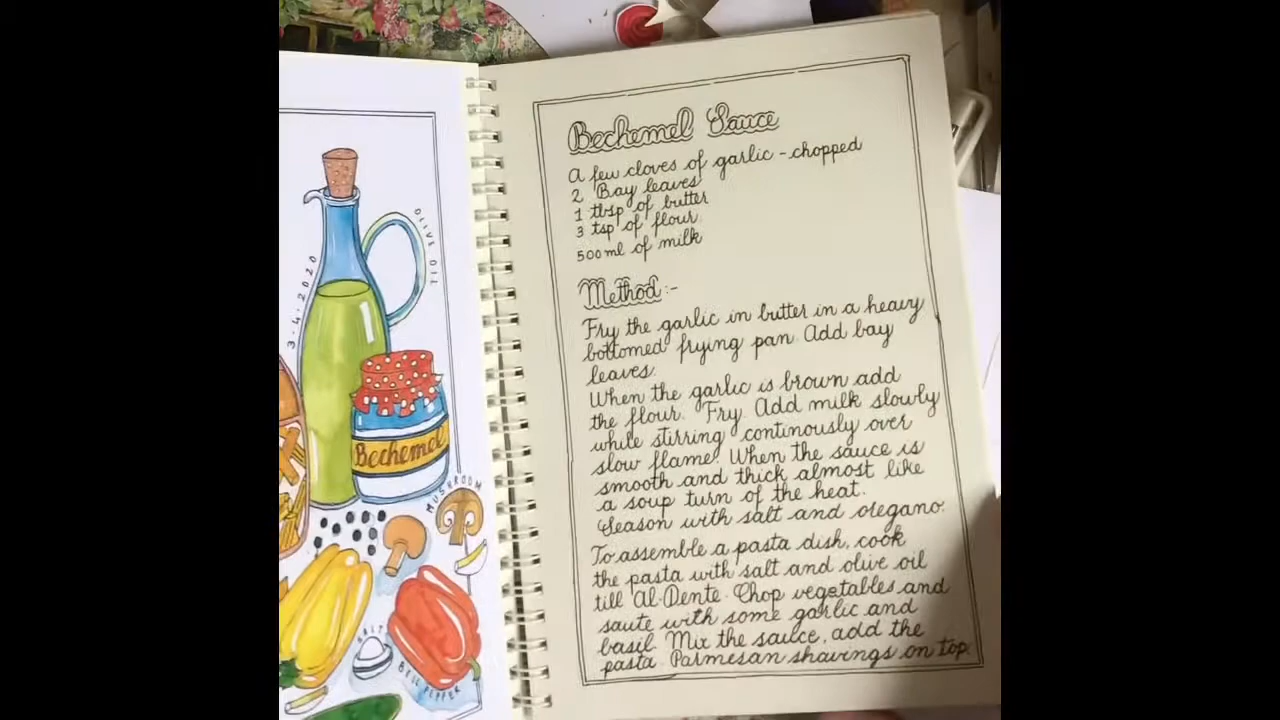 3-4-2020
OLIVE OIL
Bechemel
MUSHROOM
SALT
BELL PEPPER
Bechemel Sauce
A few cloves of garlic - chopped
2 Bay leaves
1 tbsp of butter
3 tsp of flour
500ml of milk
Method:-
Fry the garlic in butter in a heavy
bottomed frying pan. Add bay
leaves.
When the garlic is brown add
the flour. Fry. Add milk slowly
while stirring continously over
slow flame. When the sauce is
smooth and thick almost like
a soup turn of the heat.
Season with salt and oregano.
To assemble a pasta dish, cook
the pasta with salt and olive oil
till Al-Dente. Chop vegetables and
saute with some garlic and
basil. Mix the sauce, add the
pasta. Parmesan shavings on top.